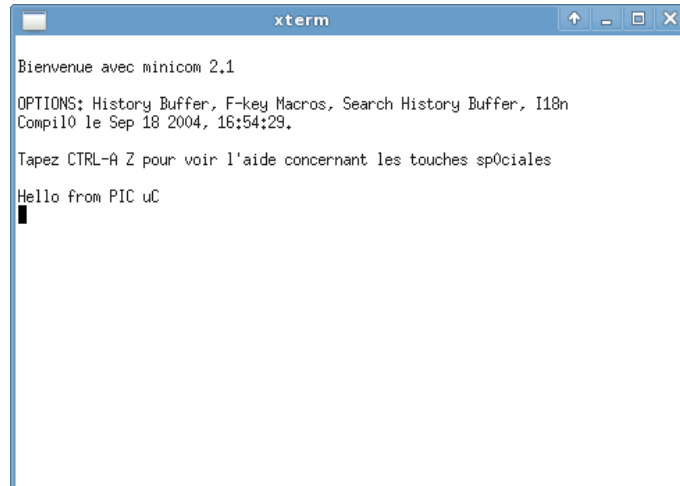 xterm
Bienvenue avec minicom 2.1
OPTIONS: History Buffer, F-key Macros, Search History Buffer, I18n
Compil0 le Sep 18 2004, 16:54:29.
Tapez CTRL-A Z pour voir l'aide concernant les touches sp0ciales
Hello from PIC uC